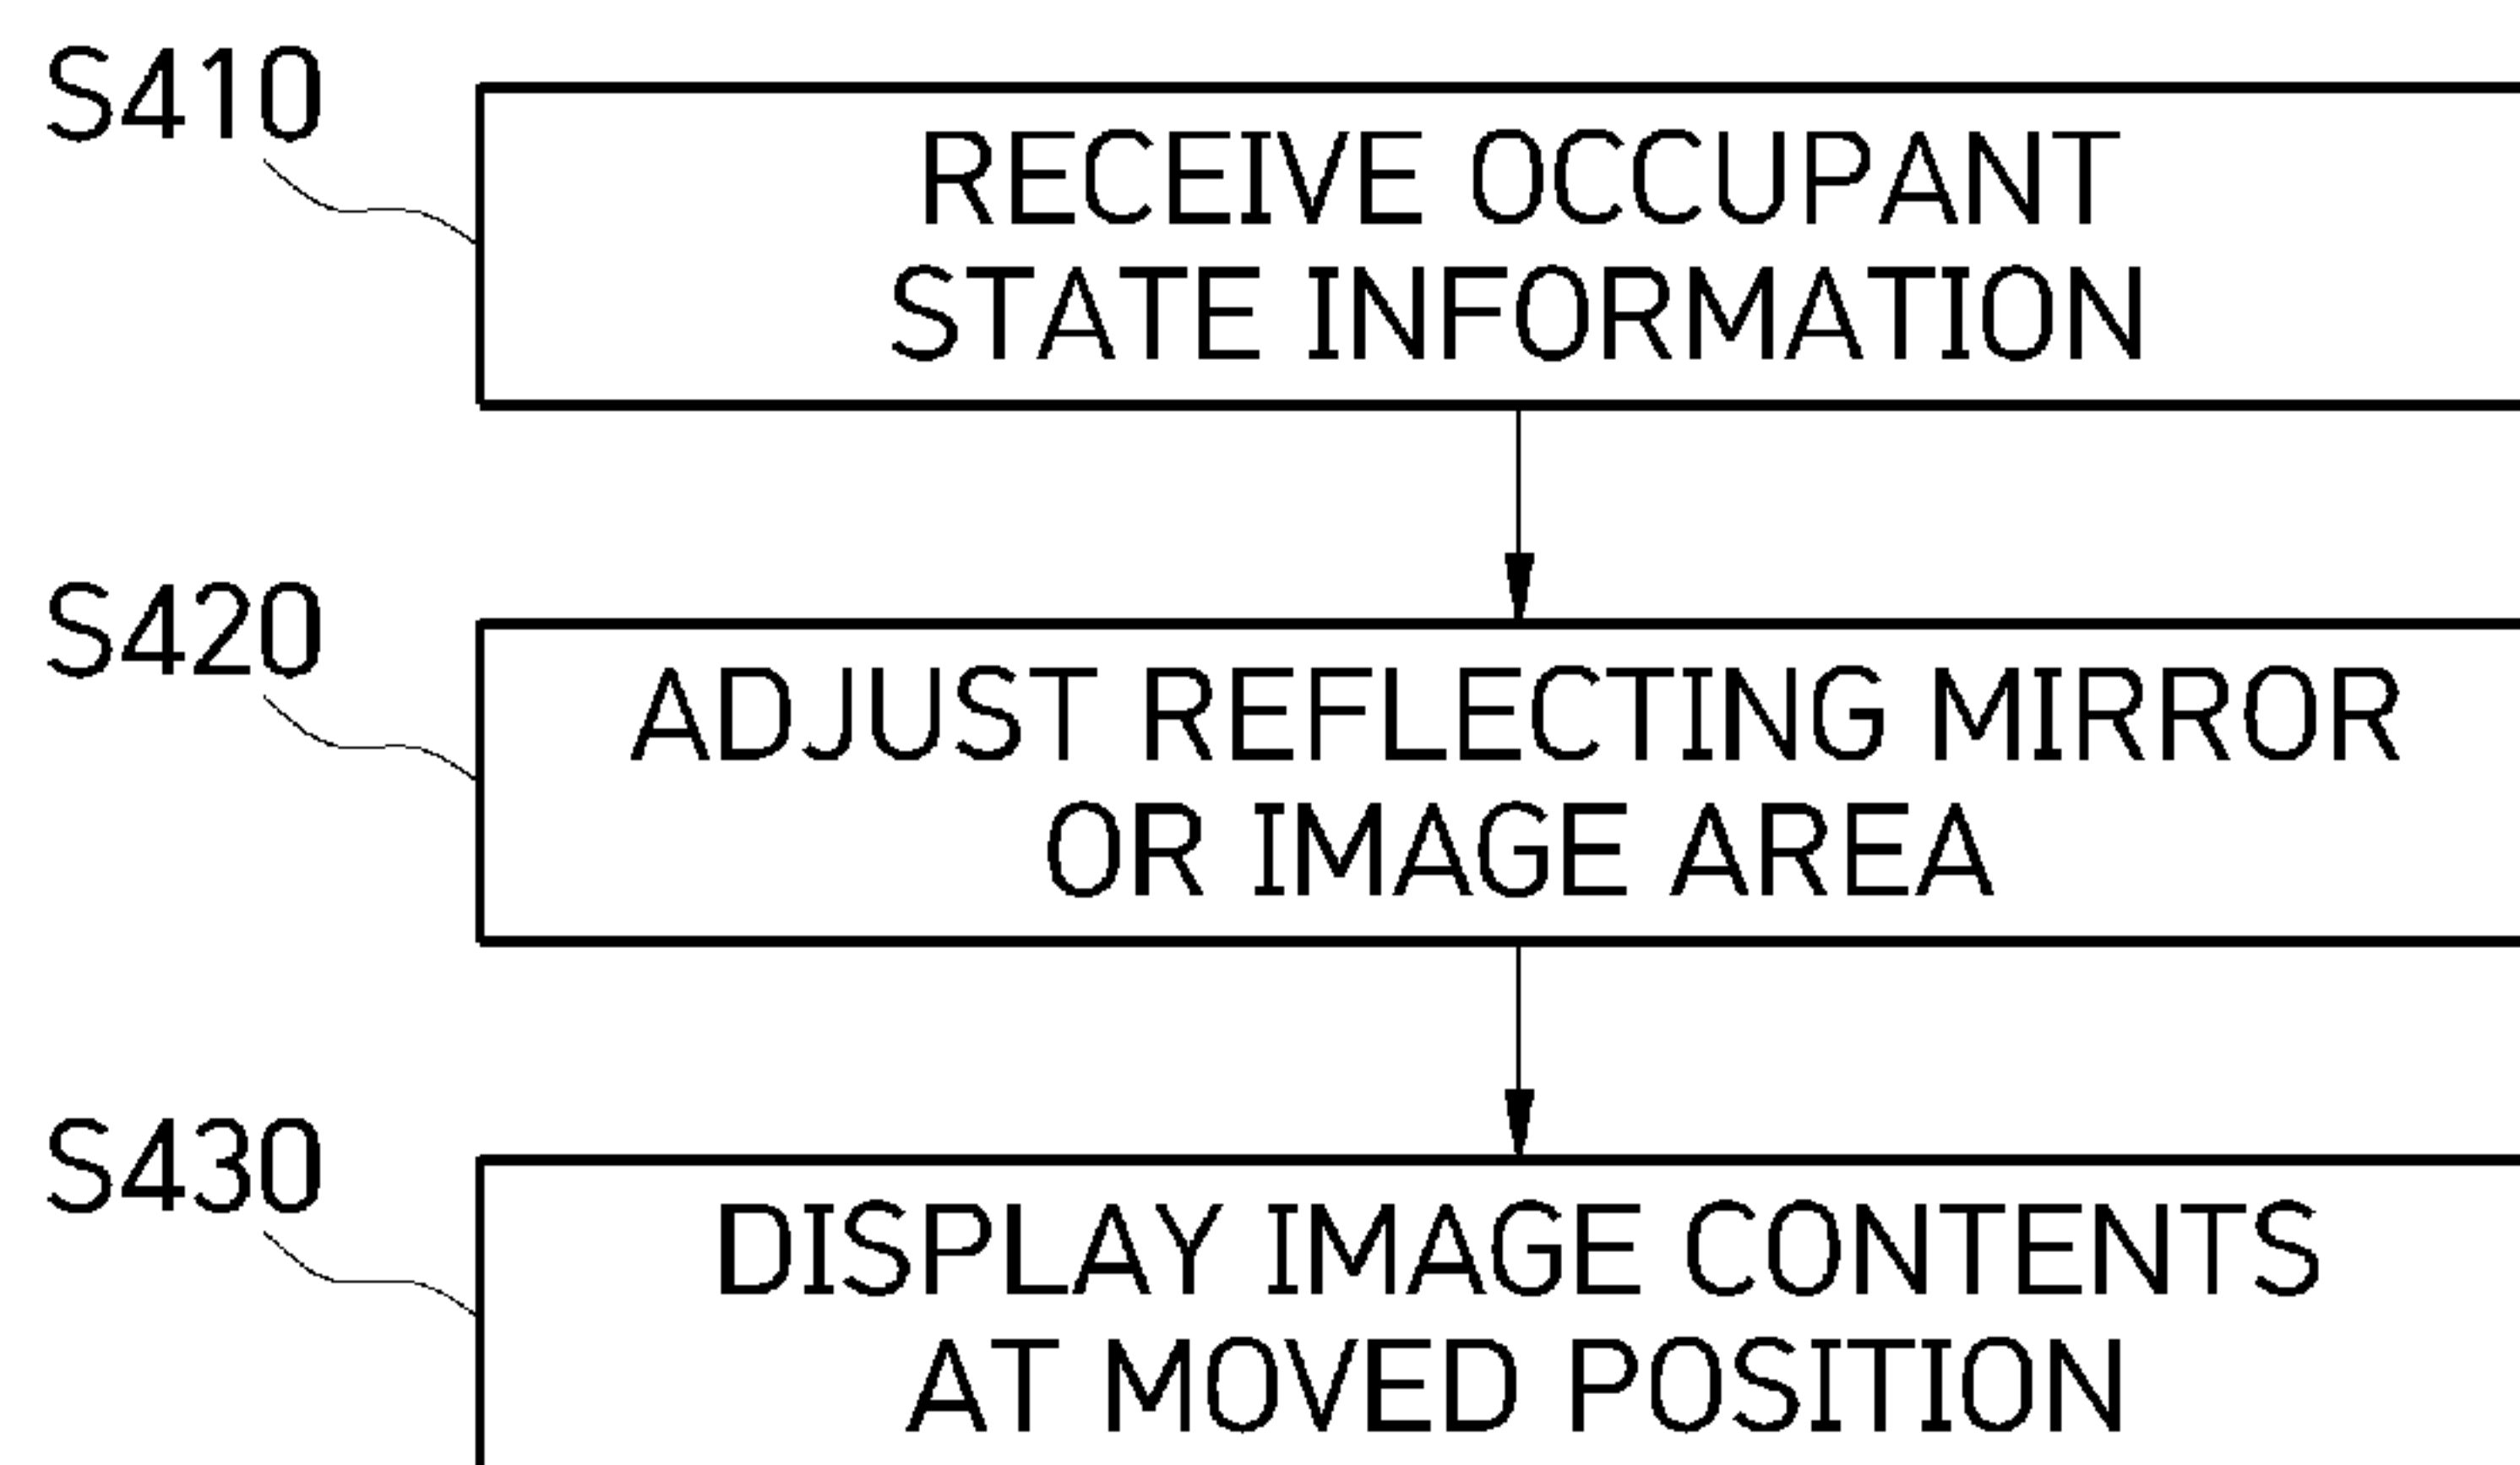 S410
RECEIVE OCCUPANT
STATE INFORMATION
S420
ADJUST REFLECTING MIRROR
OR IMAGE AREA
S430
DISPLAY IMAGE CONTENTS
AT MOVED POSITION